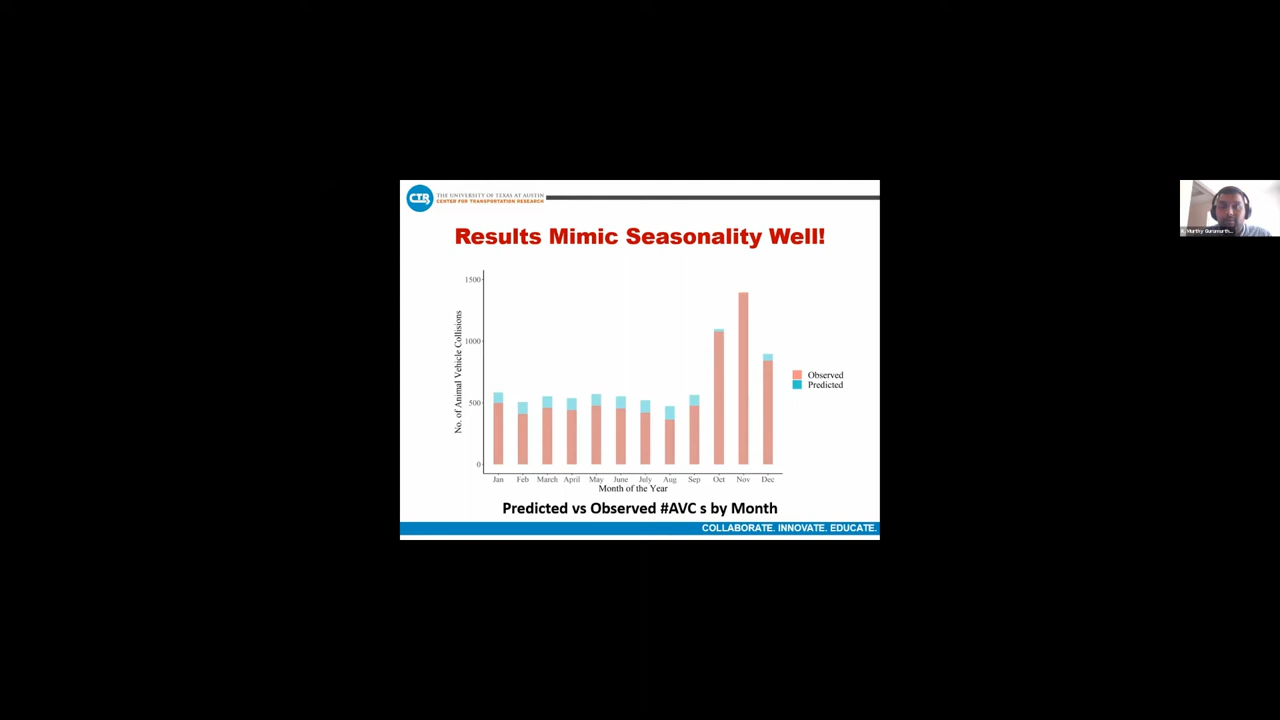 CTR
THE UNIVERSITY OF TEXAS AT AUSTIN
CENTER FOR TRANSPORTATION RESEARCH
Results Mimic Seasonality Well!
No. of Animal Vehicle Collisions
1500
1000
500
0
Jan Feb March April May June July Aug Sep Oct Nov Dec
Month of the Year
Observed
Predicted
Predicted vs Observed #AVC s by Month
COLLABORATE. INNOVATE. EDUCATE.
Murthy